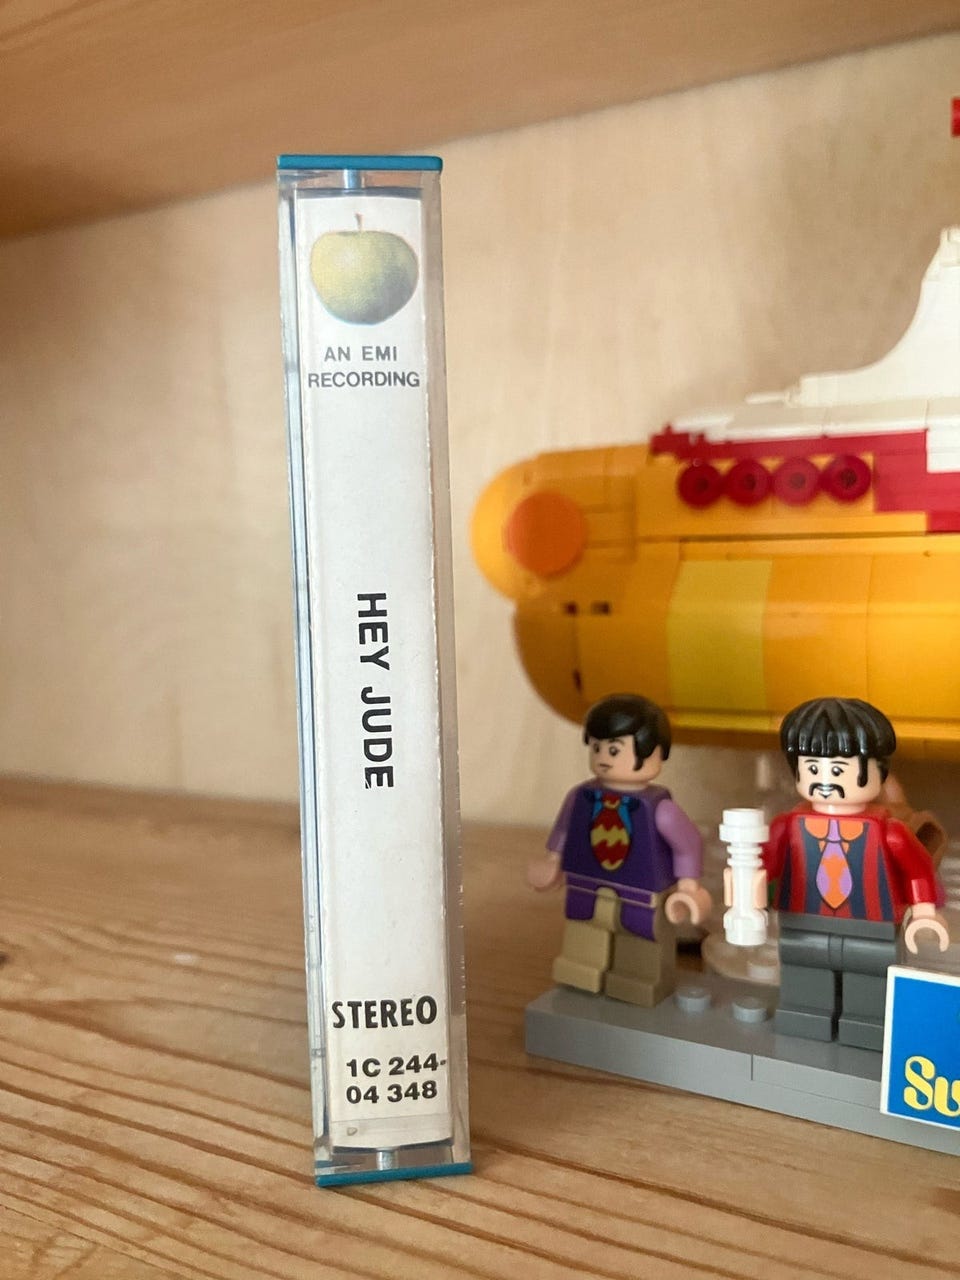 AN EMI
RECORDING
HEY JUDE
STEREO
1C 244-
04 348